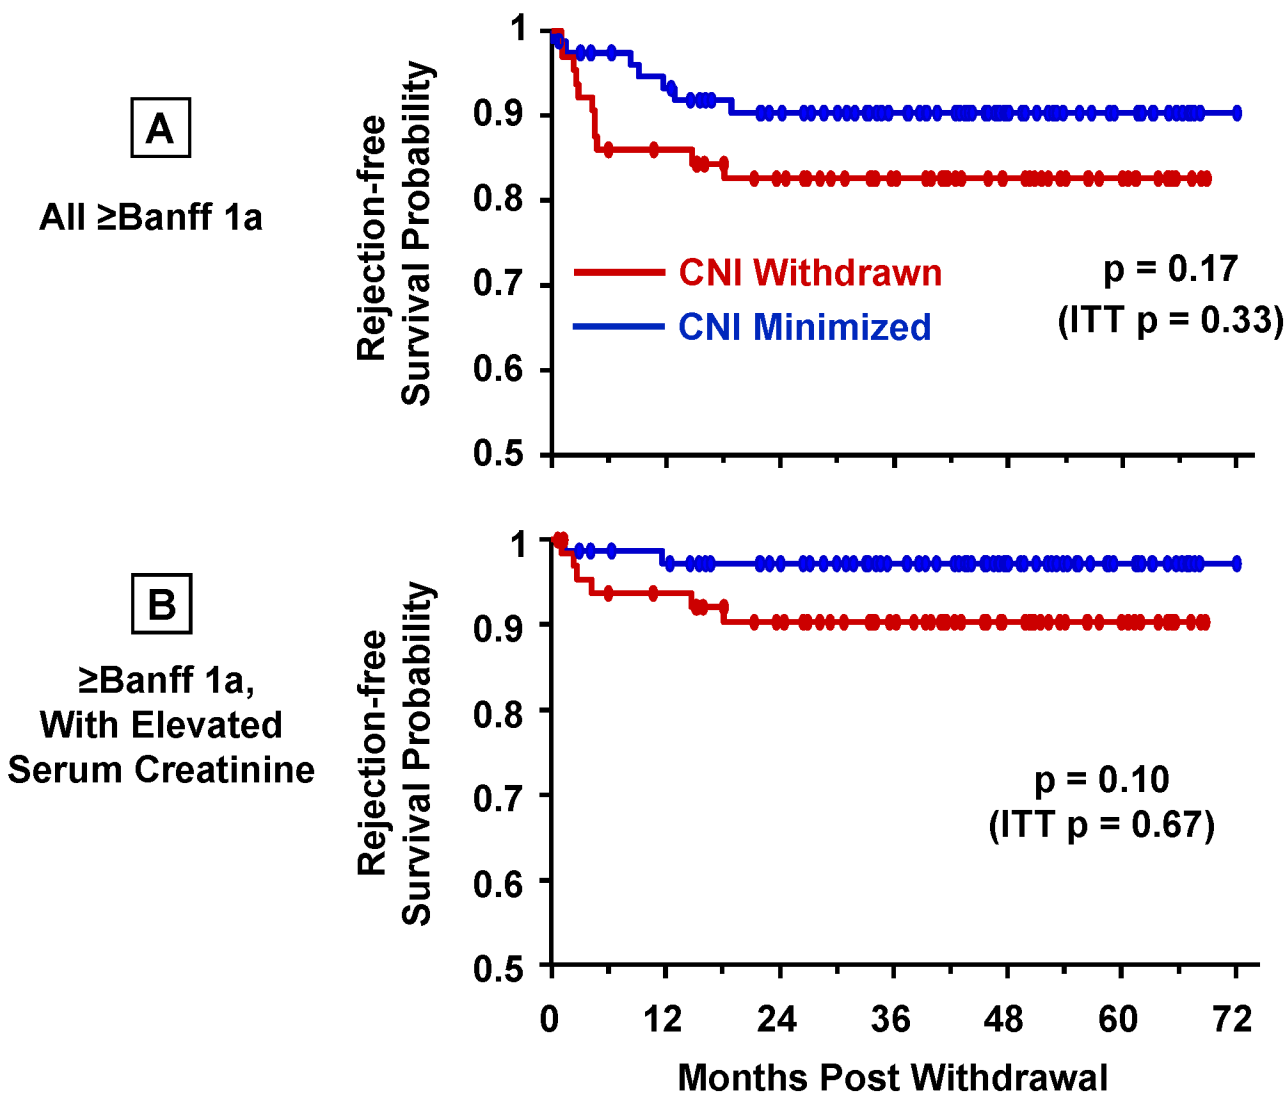 A
All ≥Banff 1a
Rejection-free
Survival Probability
1
0.9
0.8
0.7
0.6
0.5
CNI Withdrawn
CNI Minimized
p = 0.17
(ITT p = 0.33)
B
≥Banff 1a,
With Elevated
Serum Creatinine
Rejection-free
Survival Probability
1
0.9
0.8
0.7
0.6
0.5
p = 0.10
(ITT p = 0.67)
0 12 24 36 48 60 72
Months Post Withdrawal